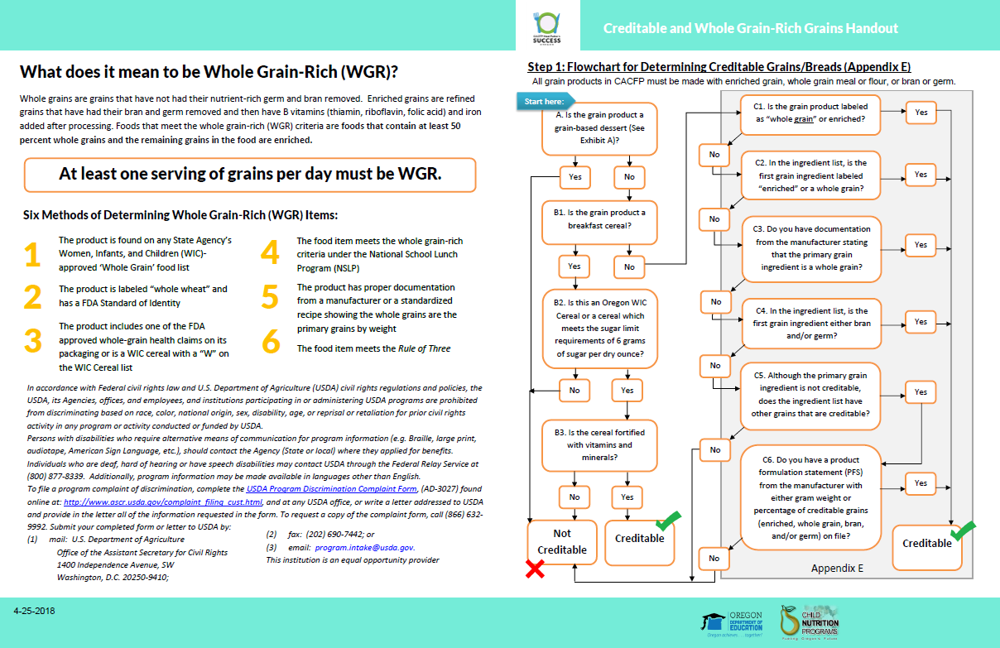 What does it mean to be Whole Grain-Rich (WGR)?
Whole grains are grains that have not had their nutrient-rich germ and bran removed. Enriched grains are refined
grains that have had their bran and germ removed and then have B vitamins (thiamin, riboflavin, folic acid) and iron
added after processing. Foods that meet the whole grain-rich (WGR) criteria are foods that contain at least 50
percent whole grains and the remaining grains in the food are enriched.
At least one serving of grains per day must be WGR.
Six Methods of Determining Whole Grain-Rich (WGR) Items:
1
The product is found on any State Agency's
Women, Infants, and Children (WIC)-
approved 'Whole Grain' food list
2
The product is labeled "whole wheat" and
has a FDA Standard of Identity
3
The product includes one of the FDA
approved whole-grain health claims on its
packaging or is a WIC cereal with a "W" on
the WIC Cereal list
4
The food item meets the whole grain-rich
criteria under the National School Lunch
Program (NSLP)
5
The product has proper documentation
from a manufacturer or a standardized
recipe showing the whole grains are the
primary grains by weight
6
The food item meets the Rule of Three
In accordance with Federal civil rights law and U.S. Department of Agriculture (USDA) civil rights regulations and policies, the
USDA, its Agencies, offices, and employees, and institutions participating in or administering USDA programs are prohibited
from discriminating based on race, color, national origin, sex, disability, age, or reprisal or retaliation for prior civil rights
activity in any program or activity conducted or funded by USDA.
Persons with disabilities who require alternative means of communication for program information (e.g. Braille, large print,
audiotape, American Sign Language, etc.), should contact the Agency (State or local) where they applied for benefits.
Individuals who are deaf, hard of hearing or have speech disabilities may contact USDA through the Federal Relay Service at
(800) 877-8339. Additionally, program information may be made available in languages other than English.
To file a program complaint of discrimination, complete the USDA Program Discrimination Complaint Form, (AD-3027) found
online at: http://www.ascr.usda.gov/complaint_filing_cust.html, and at any USDA office, or write a letter addressed to USDA
and provide in the letter all of the information requested in the form. To request a copy of the complaint form, call (866) 632-
9992. Submit your completed form or letter to USDA by:
(1) mail: U.S. Department of Agriculture
Office of the Assistant Secretary for Civil Rights
1400 Independence Avenue, SW
Washington, D.C. 20250-9410;
(2) fax: (202) 690-7442; or
(3) email: program.intake@usda.gov.
This institution is an equal opportunity provider
4-25-2018
CACFP Meal Pattern
SUCCESS
Creditable and Whole Grain-Rich Grains Handout
Step 1: Flowchart for Determining Creditable Grains/Breads (Appendix E)
All grain products in CACFP must be made with enriched grain, whole grain meal or flour, or bran or germ.
Start here:
A. Is the grain product a
grain-based dessert (See
Exhibit A)?
Yes
No
B1. Is the grain product a
breakfast cereal?
Yes
No
B2. Is this an Oregon WIC
Cereal or a cereal which
meets the sugar limit
requirements of 6 grams
of sugar per dry ounce?
No
Yes
B3. Is the cereal fortified
with vitamins and
minerals?
No
Yes
Not
Creditable
Creditable
C1. Is the grain product labeled
as "whole grain" or enriched?
Yes
No
C2. In the ingredient list, is the
first grain ingredient labeled
"enriched" or a whole grain?
Yes
No
C3. Do you have documentation
from the manufacturer stating
that the primary grain
ingredient is a whole grain?
Yes
No
C4. In the ingredient list, is the
first grain ingredient either bran
and/or germ?
Yes
No
C5. Although the primary grain
ingredient is not creditable,
does the ingredient list have
other grains that are creditable?
Yes
No
C6. Do you have a product
formulation statement (PFS)
from the manufacturer with
either gram weight or
percentage of creditable grains
(enriched, whole grain, bran,
and/or germ) on file?
Yes
No
Creditable
Appendix E
OREGON
DEPARTMENT OF
EDUCATION
Oregon achieves . . . together!
CHILD
NUTRITION
PROGRAMS